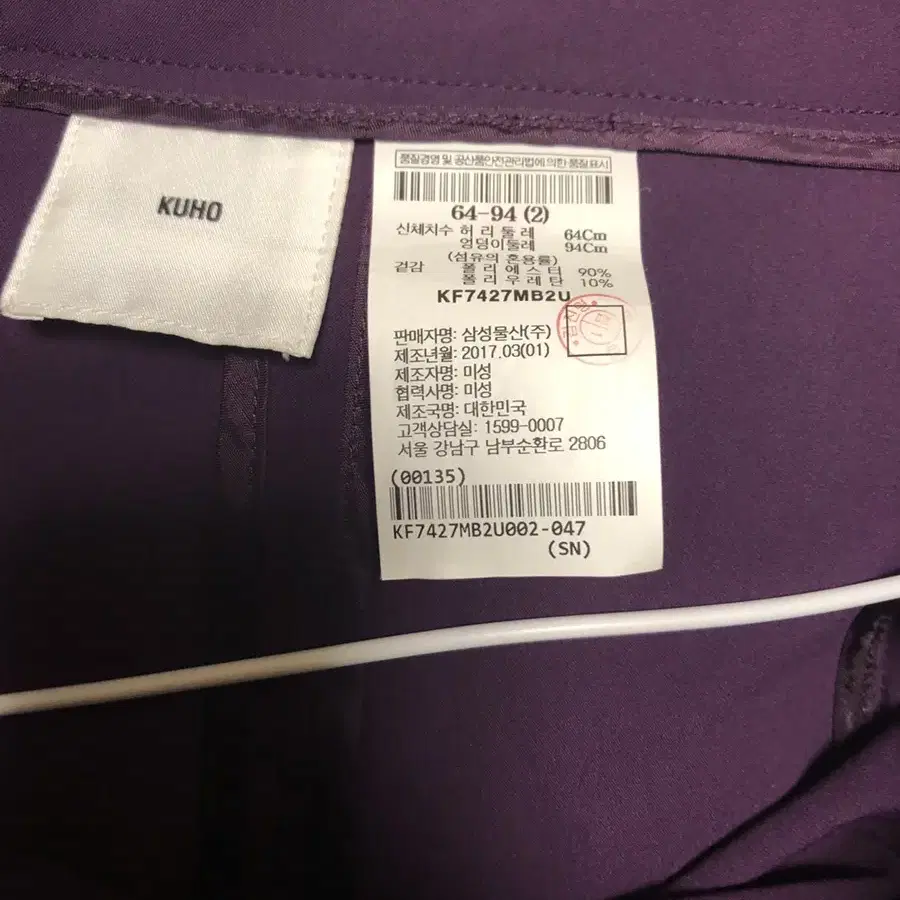 KUHO
품질경영 및 공산품안전관리법에 의한 품질표시
64-94 (2)
신체치수 허 리 둘 레 64Cm
엉덩이둘레 94Cm
(섬유의 혼용률)
겉감 폴 리 에 스 터 90%
폴 리 우 레 탄 10%
KF7427MB2U
판매자명: 삼성물산(주)
제조년월: 2017.03(01)
제조자명: 미성
협력사명: 미성
제조국명: 대한민국
고객상담실: 1599-0007
서울 강남구 남부순환로 2806
(00135)
KF7427MB2U002-047
(SN)